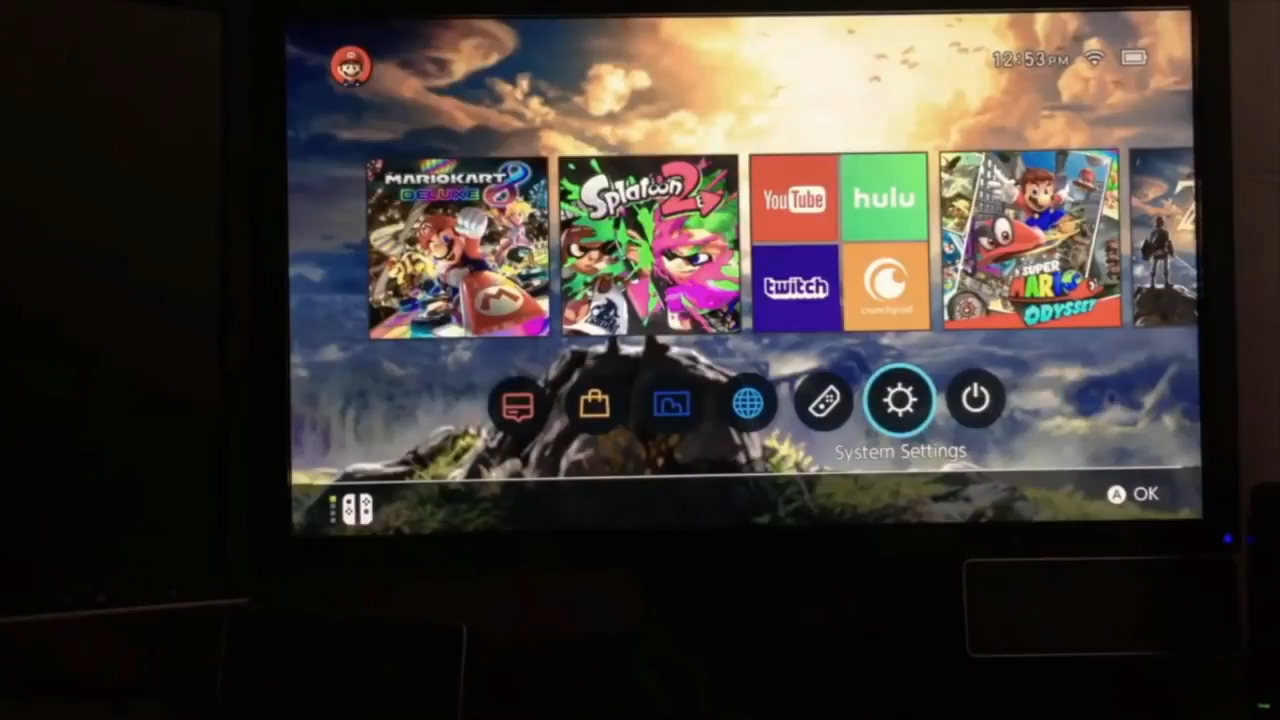 12:53 PM
MARIOKART 8
DELUXE
Splatoon 2
YouTube
hulu
twitch
crunchyroll
SUPER
MARIO
ODYSSEY
M
System Settings
A OK